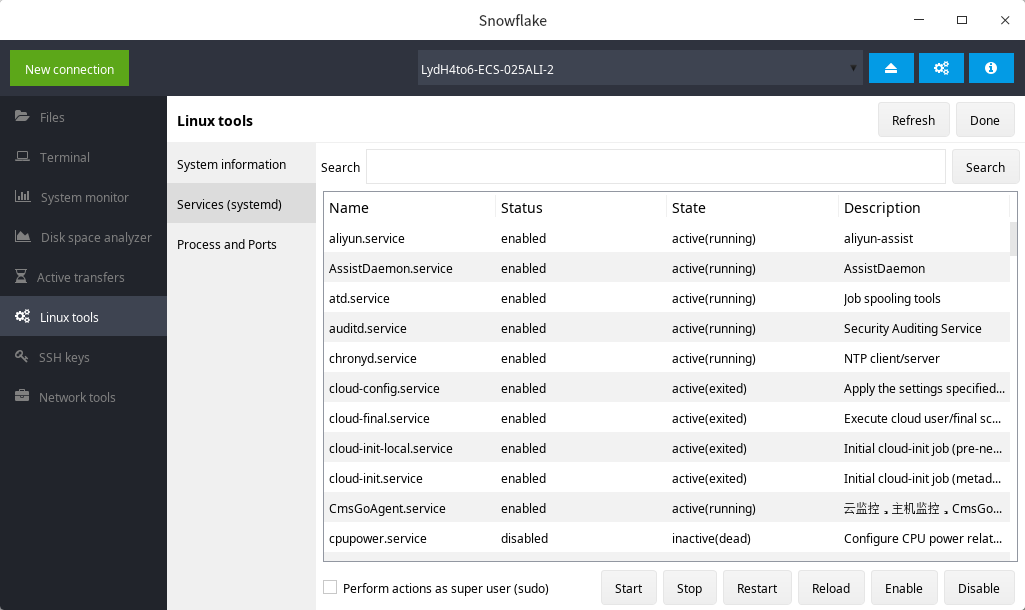 Snowflake
New connection
LydH4to6-ECS-025ALI-2
Files
Terminal
System monitor
Disk space analyzer
Active transfers
Linux tools
SSH keys
Network tools
Linux tools
Refresh
Done
System information
Services (systemd)
Process and Ports
Search
Search
Name Status State Description
aliyun.service enabled active(running) aliyun-assist
AssistDaemon.service enabled active(running) AssistDaemon
atd.service enabled active(running) Job spooling tools
auditd.service enabled active(running) Security Auditing Service
chronyd.service enabled active(running) NTP client/server
cloud-config.service enabled active(exited) Apply the settings specified...
cloud-final.service enabled active(exited) Execute cloud user/final sc...
cloud-init-local.service enabled active(exited) Initial cloud-init job (pre-ne...
cloud-init.service enabled active(exited) Initial cloud-init job (metad...
CmsGoAgent.service enabled active(running) 云监控，主机监控，CmsGo...
cpupower.service disabled inactive(dead) Configure CPU power relat...
Perform actions as super user (sudo)
Start
Stop
Restart
Reload
Enable
Disable